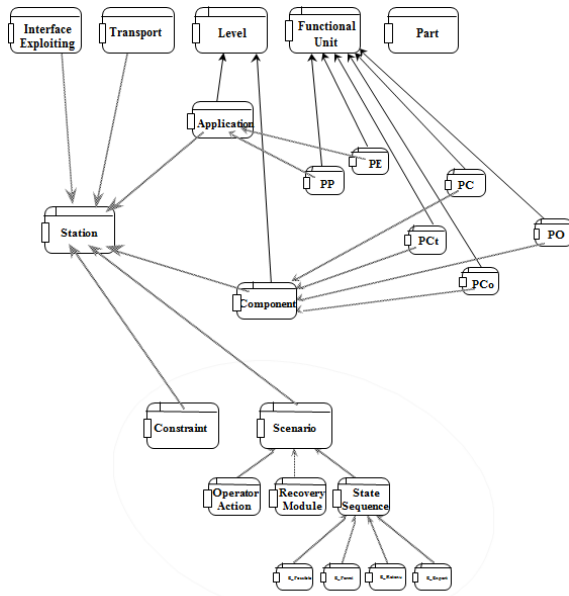 Interface
Exploiting
Transport
Level
Functional
Unit
Part
Application
PE
PP
PC
Station
PCt
PO
PCo
Component
Constraint
Scenario
Operator
Action
Recovery
Module
State
Sequence